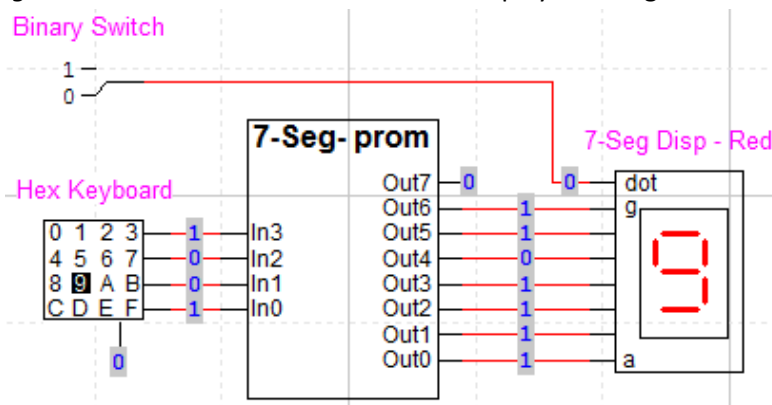 Binary Switch
1
0
7-Seg- prom
7-Seg Disp - Red
Out7 0 0 dot
Hex Keyboard
Out6 1 g
0 1 2 3 1 In3 Out5 1
4 5 6 7 0 In2 Out4 0
8 9 A B 0 In1 Out3 1
C D E F 1 In0 Out2 1
Out1 1
0 Out0 1 a
9